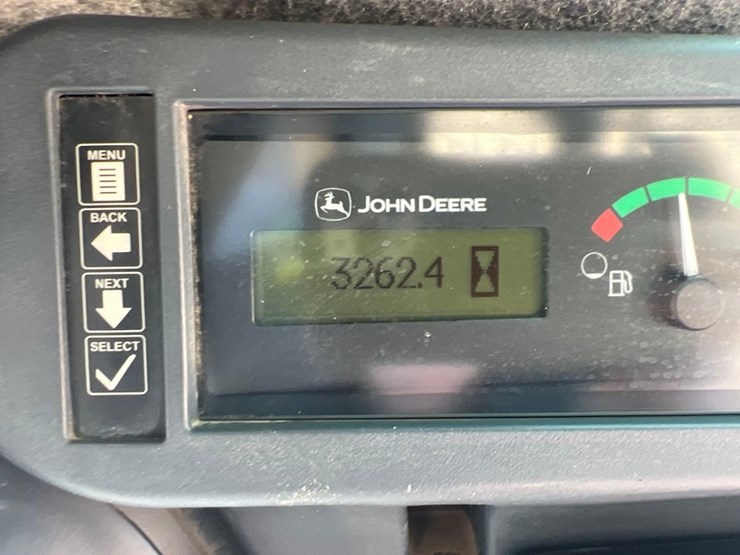 MENU
BACK
NEXT
SELECT
JOHN DEERE
3262.4